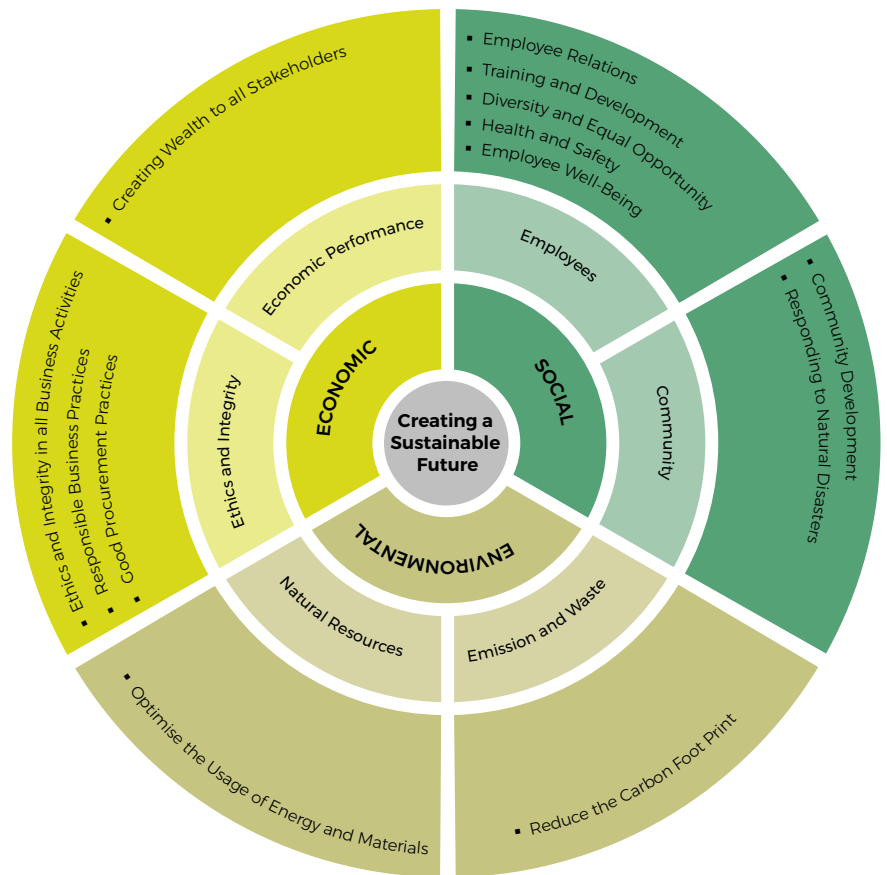 Creating a
Sustainable
Future
ECONOMIC
Economic Performance
Creating Wealth to all Stakeholders
Ethics and Integrity
Ethics and Integrity in all Business Activities
Responsible Business Practices
Good Procurement Practices
SOCIAL
Employees
Employee Relations
Training and Development
Diversity and Equal Opportunity
Health and Safety
Employee Well-Being
Community
Community Development
Responding to Natural Disasters
ENVIRONMENTAL
Emission and Waste
Reduce the Carbon Foot Print
Natural Resources
Optimise the Usage of Energy and Materials